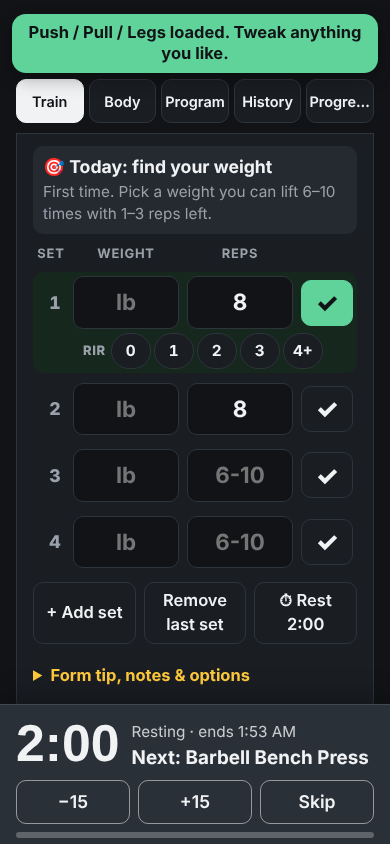 Push / Pull / Legs loaded. Tweak anything
you like.
Train
Body
Program
History
Progre...
🎯 Today: find your weight
First time. Pick a weight you can lift 6–10
times with 1–3 reps left.
SET WEIGHT REPS
1 lb 8 ✓
RIR 0 1 2 3 4+
2 lb 8 ✓
3 lb 6-10 ✓
4 lb 6-10 ✓
+ Add set
Remove
last set
⏱ Rest
2:00
▶ Form tip, notes & options
2:00
Resting · ends 1:53 AM
Next: Barbell Bench Press
−15
+15
Skip